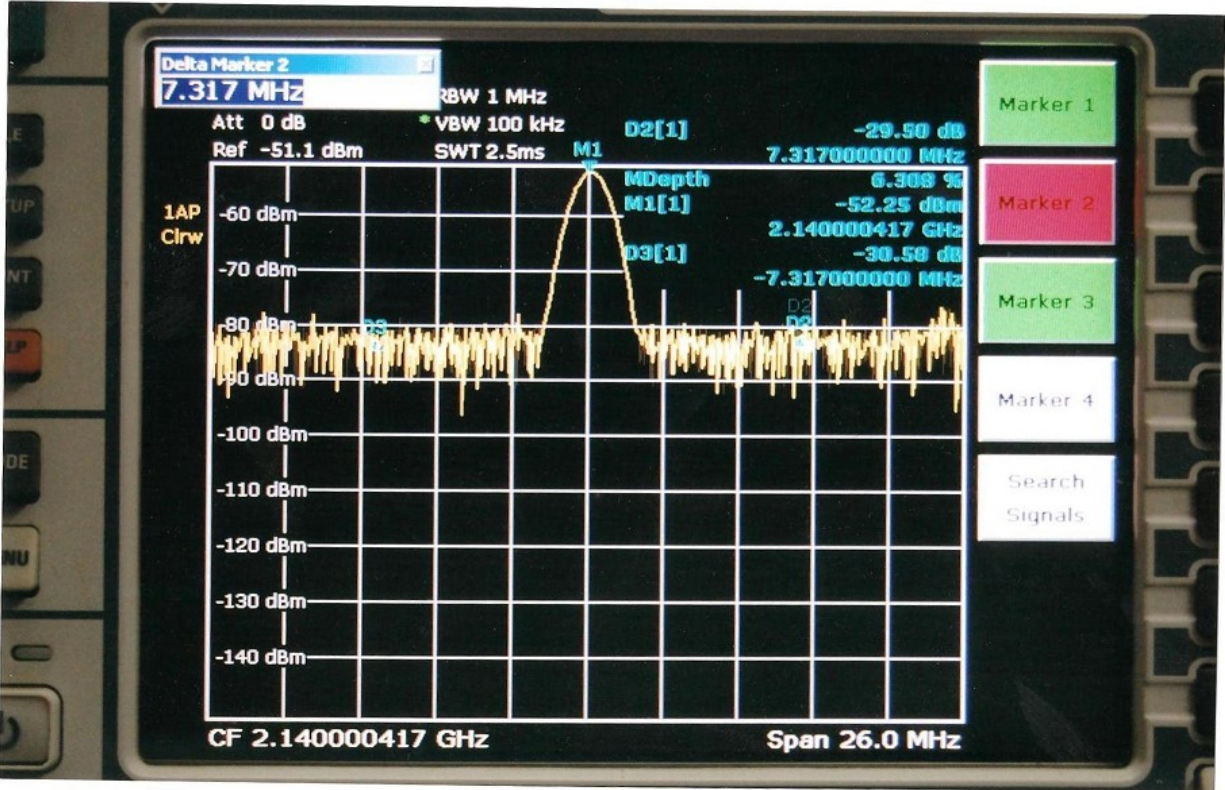 Delta Marker 2
7.317 MHz
RBW 1 MHz
Att 0 dB
* VBW 100 kHz
Ref -51.1 dBm
SWT 2.5ms
M1
D2[1] -29.50 dB
7.317000000 MHz
MDepth 6.308 %
M1[1] -52.25 dBm
2.140000417 GHz
D3[1] -30.58 dB
-7.317000000 MHz
1AP
Clrw
-60 dBm
-70 dBm
-80 dBm
-90 dBm
-100 dBm
-110 dBm
-120 dBm
-130 dBm
-140 dBm
D3
D2
D2
CF 2.140000417 GHz
Span 26.0 MHz
Marker 1
Marker 2
Marker 3
Marker 4
Search
Signals